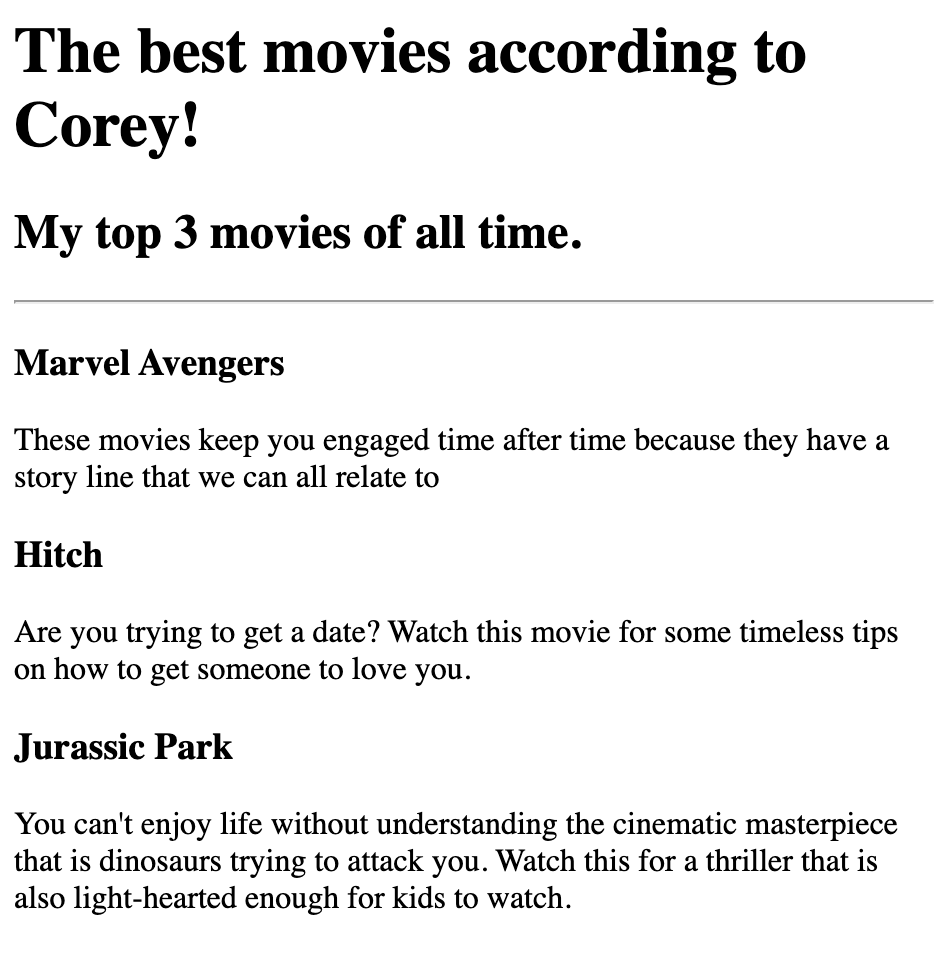 The best movies according to
Corey!
My top 3 movies of all time.
Marvel Avengers
These movies keep you engaged time after time because they have a
story line that we can all relate to
Hitch
Are you trying to get a date? Watch this movie for some timeless tips
on how to get someone to love you.
Jurassic Park
You can't enjoy life without understanding the cinematic masterpiece
that is dinosaurs trying to attack you. Watch this for a thriller that is
also light-hearted enough for kids to watch.